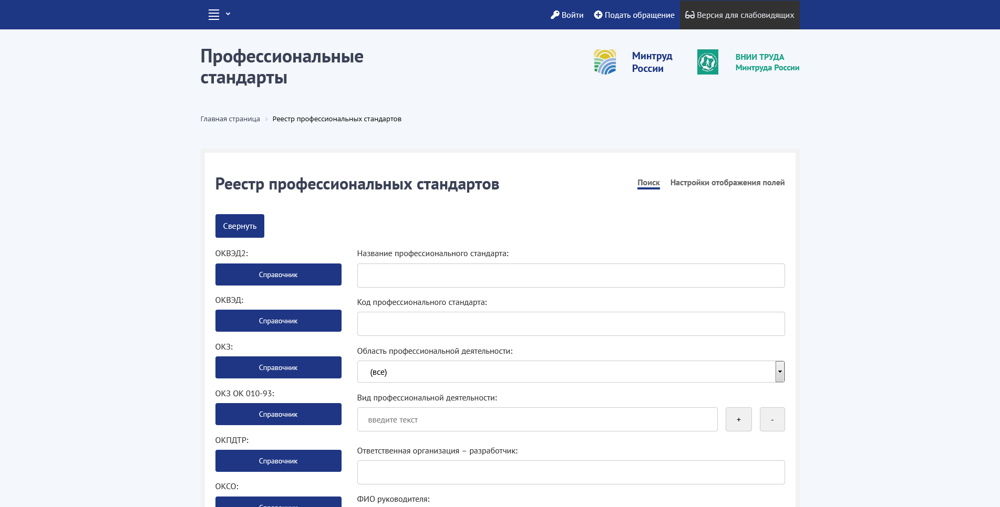 Войти
Подать обращение
Версия для слабовидящих
Профессиональные
стандарты
Минтруд
России
ВНИИ ТРУДА
Минтруда России
Главная страница
Реестр профессиональных стандартов
Реестр профессиональных стандартов
Поиск
Настройки отображения полей
Свернуть
ОКВЭД2:
Справочник
ОКВЭД:
Справочник
ОКЗ:
Справочник
ОКЗ ОК 010-93:
Справочник
ОКПДТР:
Справочник
ОКСО:
Справочник
Название профессионального стандарта:
Код профессионального стандарта:
Область профессиональной деятельности:
(все)
Вид профессиональной деятельности:
введите текст
+
-
Ответственная организация – разработчик:
ФИО руководителя: